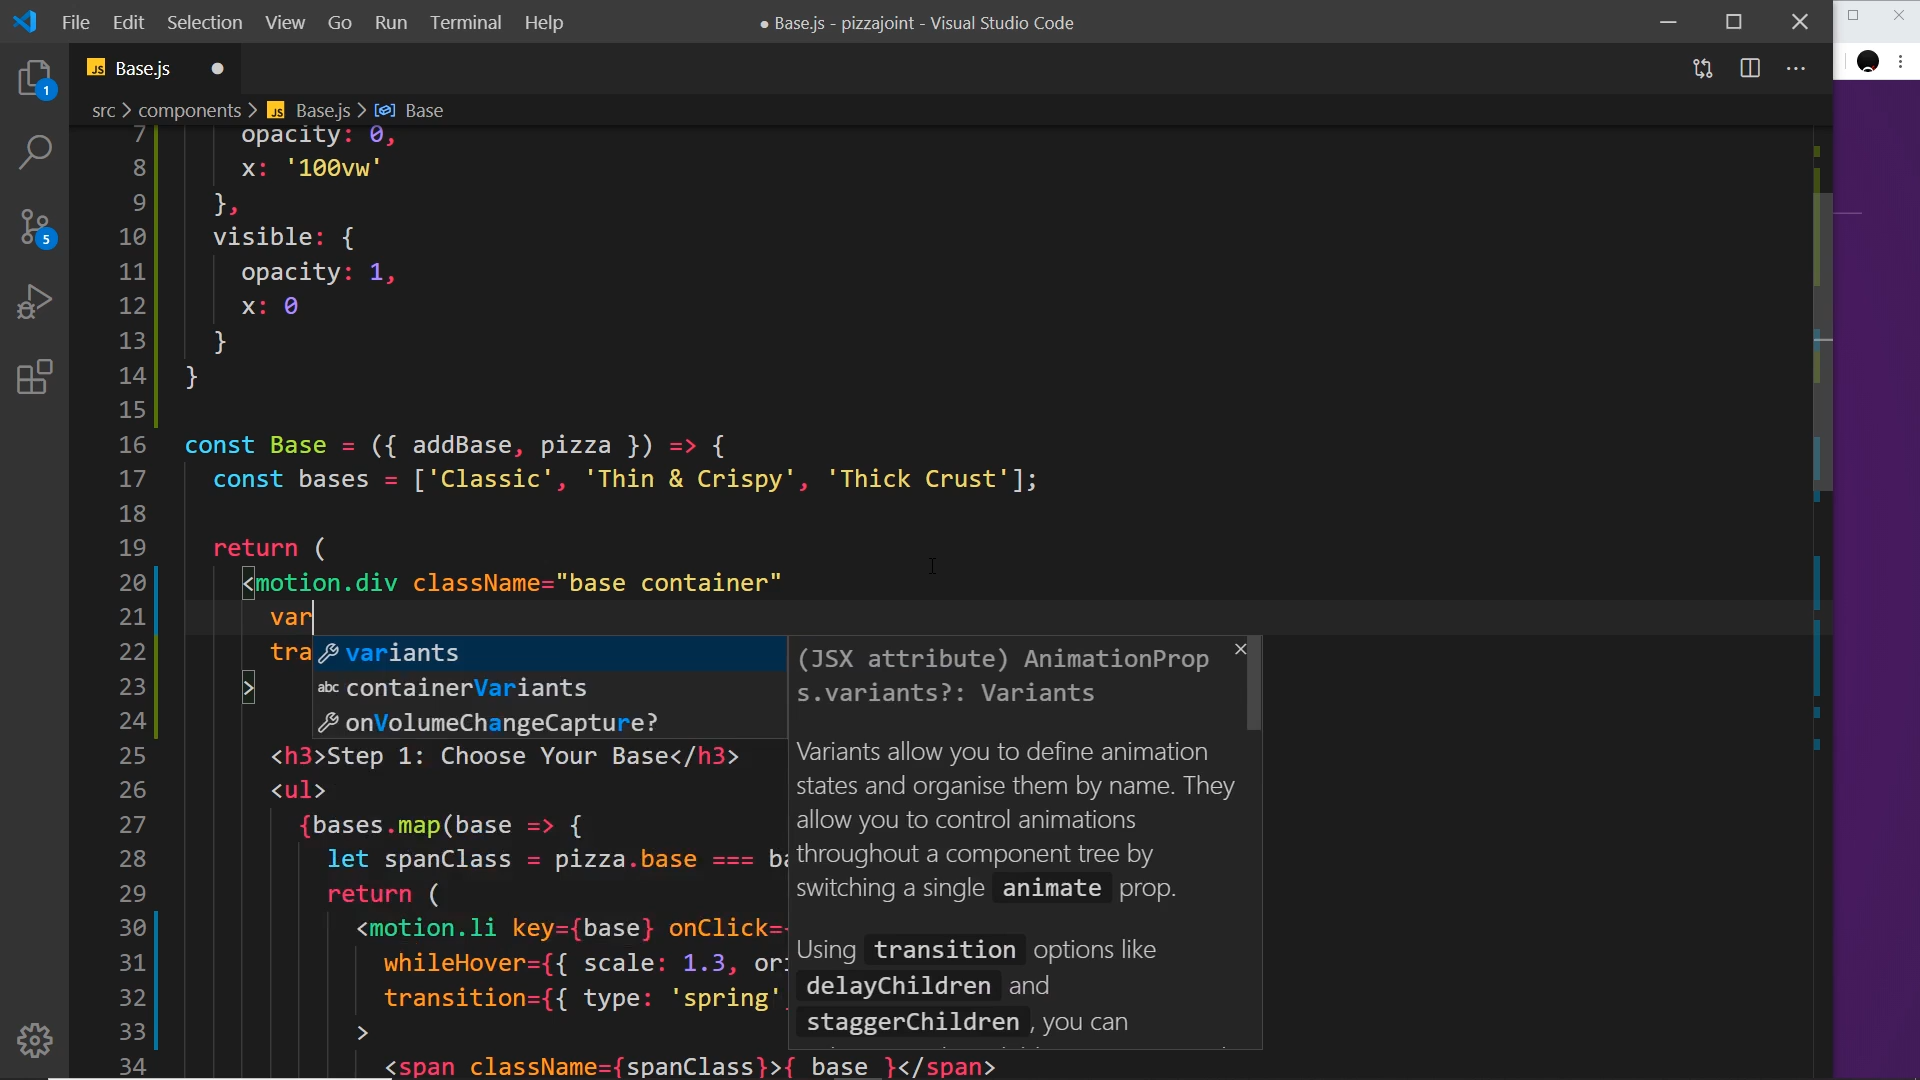 File Edit Selection View Go Run Terminal Help
● Base.js - pizzajoint - Visual Studio Code
JS Base.js ●
src > components > JS Base.js > Base
1
5
7 opacity: 0,
8 x: '100vw'
9 },
10 visible: {
11 opacity: 1,
12 x: 0
13 }
14 }
15
16 const Base = ({ addBase, pizza }) => {
17 const bases = ['Classic', 'Thin & Crispy', 'Thick Crust'];
18
19 return (
20 <motion.div className="base container"
21 var
22 tra
23 >
24
25 <h3>Step 1: Choose Your Base</h3>
26 <ul>
27 {bases.map(base => {
28 let spanClass = pizza.base === ba
29 return (
30 <motion.li key={base} onClick={
31 whileHover={{ scale: 1.3, ori
32 transition={{ type: 'spring'
33 >
34 <span className={spanClass}>{ base }</span>
variants
abc containerVariants
onVolumeChangeCapture?
(JSX attribute) AnimationProp
s.variants?: Variants
Variants allow you to define animation
states and organise them by name. They
allow you to control animations
throughout a component tree by
switching a single animate prop.
Using transition options like
delayChildren and
staggerChildren , you can